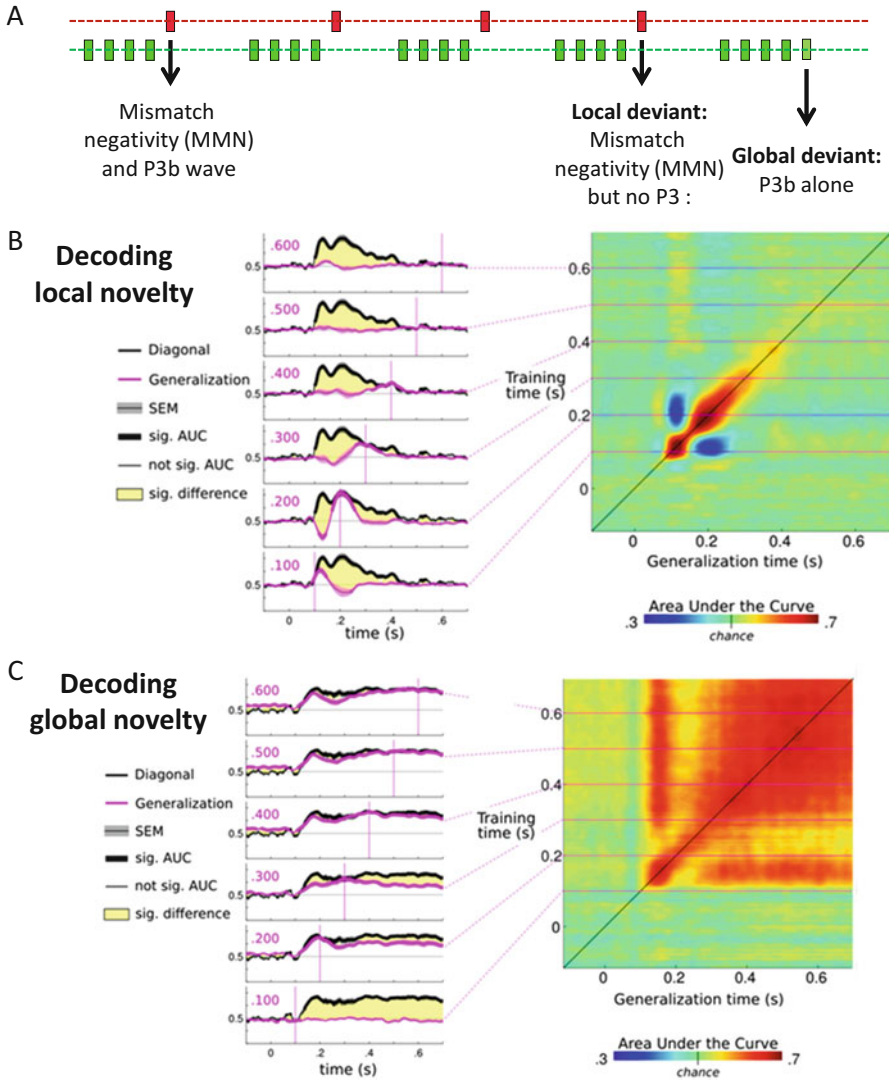 A
Mismatch
negativity (MMN)
and P3b wave
Local deviant:
Mismatch
negativity (MMN)
but no P3 :
Global deviant:
P3b alone
B
Decoding
local novelty
Diagonal
Generalization
SEM
sig. AUC
not sig. AUC
sig. difference
.600
0.5
.500
0.5
.400
0.5
.300
0.5
.200
0.5
.100
0.5
0 .2 .4 .6
time (s)
Training
time (s)
0.6
0.4
0.2
0
0 0.2 0.4 0.6
Generalization time (s)
Area Under the Curve
.3 .7
chance
C
Decoding
global novelty
Diagonal
Generalization
SEM
sig. AUC
not sig. AUC
sig. difference
.600
0.5
.500
0.5
.400
0.5
.300
0.5
.200
0.5
.100
0.5
0 .2 .4 .6
time (s)
Training
time (s)
0.6
0.4
0.2
0
0 0.2 0.4 0.6
Generalization time (s)
Area Under the Curve
.3 .7
chance